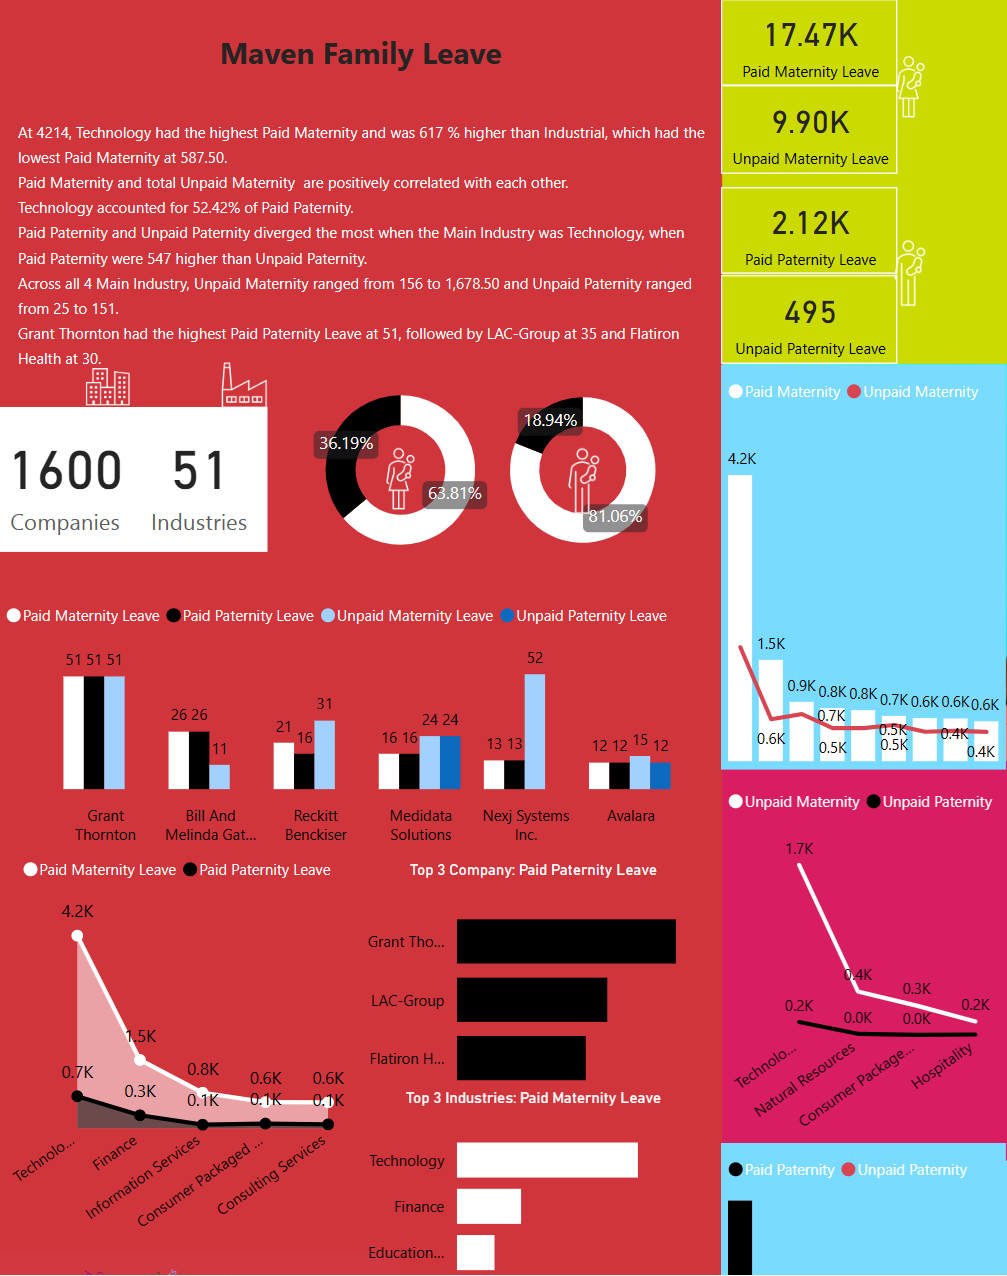 Maven Family Leave
At 4214, Technology had the highest Paid Maternity and was 617 % higher than Industrial, which had the
lowest Paid Maternity at 587.50.
Paid Maternity and total Unpaid Maternity are positively correlated with each other.
Technology accounted for 52.42% of Paid Paternity.
Paid Paternity and Unpaid Paternity diverged the most when the Main Industry was Technology, when
Paid Paternity were 547 higher than Unpaid Paternity.
Across all 4 Main Industry, Unpaid Maternity ranged from 156 to 1,678.50 and Unpaid Paternity ranged
from 25 to 151.
Grant Thornton had the highest Paid Paternity Leave at 51, followed by LAC-Group at 35 and Flatiron
Health at 30.
17.47K
Paid Maternity Leave
9.90K
Unpaid Maternity Leave
2.12K
Paid Paternity Leave
495
Unpaid Paternity Leave
1600 51
Companies Industries
36.19%
63.81%
18.94%
81.06%
Paid Maternity Unpaid Maternity
4.2K
1.5K
0.9K 0.8K 0.8K 0.7K 0.6K 0.6K 0.6K
0.6K 0.7K 0.5K 0.5K 0.5K 0.4K 0.4K
Paid Maternity Leave Paid Paternity Leave Unpaid Maternity Leave Unpaid Paternity Leave
51 51 51
26 26 11
21 16 31
16 16 24 24
13 13 52
12 12 15 12
Grant Thornton
Bill And Melinda Gat...
Reckitt Benckiser
Medidata Solutions
Nexj Systems Inc.
Avalara
Unpaid Maternity Unpaid Paternity
1.7K
0.4K
0.3K
0.2K
0.2K
0.0K
0.0K
Technolo...
Natural Resources
Consumer Package...
Hospitality
Paid Maternity Leave Paid Paternity Leave
4.2K
1.5K
0.8K
0.6K
0.6K
0.7K
0.3K
0.1K
0.1K
0.1K
Technolo...
Finance
Information Services
Consumer Packaged ...
Consulting Services
Top 3 Company: Paid Paternity Leave
Grant Tho...
LAC-Group
Flatiron H...
Top 3 Industries: Paid Maternity Leave
Technology
Finance
Education...
Paid Paternity Unpaid Paternity